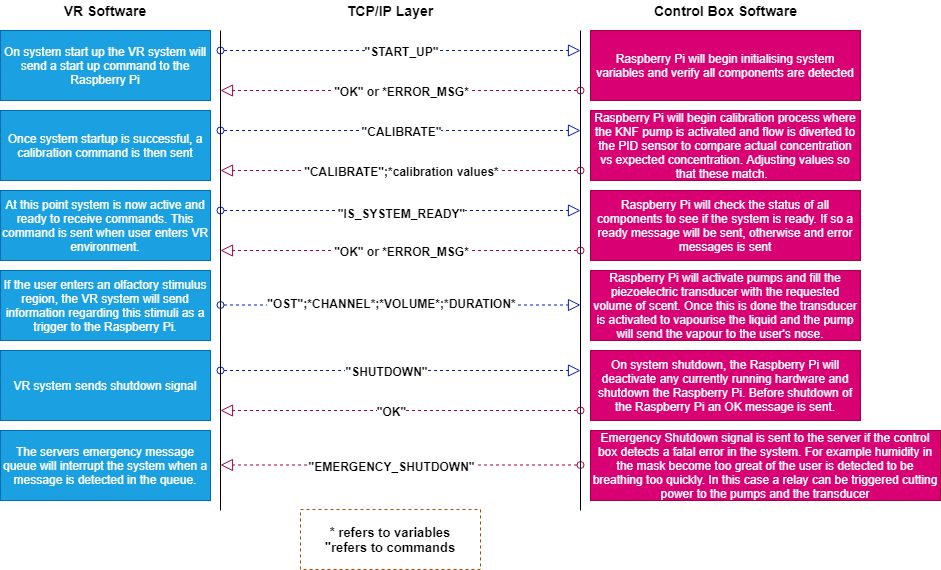 VR Software
TCP/IP Layer
Control Box Software
On system start up the VR system will
send a start up command to the
Raspberry Pi
"START_UP"
Raspberry Pi will begin initialising system
variables and verify all components are detected
"OK" or *ERROR_MSG*
Once system startup is successful, a
calibration command is then sent
"CALIBRATE"
Raspberry Pi will begin calibration process where
the KNF pump is activated and flow is diverted to
the PID sensor to compare actual concentration
vs expected concentration. Adjusting values so
that these match.
"CALIBRATE";*calibration values*
At this point system is now active and
ready to receive commands. This
command is sent when user enters VR
environment.
"IS_SYSTEM_READY"
Raspberry Pi will check the status of all
components to see if the system is ready. If so a
ready message will be sent, otherwise and error
messages is sent
"OK" or *ERROR_MSG*
If the user enters an olfactory stimulus
region, the VR system will send
information regarding this stimuli as a
trigger to the Raspberry Pi.
"OST";*CHANNEL*;*VOLUME*;*DURATION*
Raspberry Pi will activate pumps and fill the
piezoelectric transducer with the requested
volume of scent. Once this is done the transducer
is activated to vapourise the liquid and the pump
will send the vapour to the user's nose.
VR system sends shutdown signal
"SHUTDOWN"
On system shutdown, the Raspberry Pi will
deactivate any currently running hardware and
shutdown the Raspberry Pi. Before shutdown of
the Raspberry Pi an OK message is sent.
"OK"
The servers emergency message
queue will interrupt the system when a
message is detected in the queue.
"EMERGENCY_SHUTDOWN"
Emergency Shutdown signal is sent to the server if the control
box detects a fatal error in the system. For example humidity in
the mask become too great of the user is detected to be
breathing too quickly. In this case a relay can be triggered cutting
power to the pumps and the transducer
* refers to variables
"refers to commands